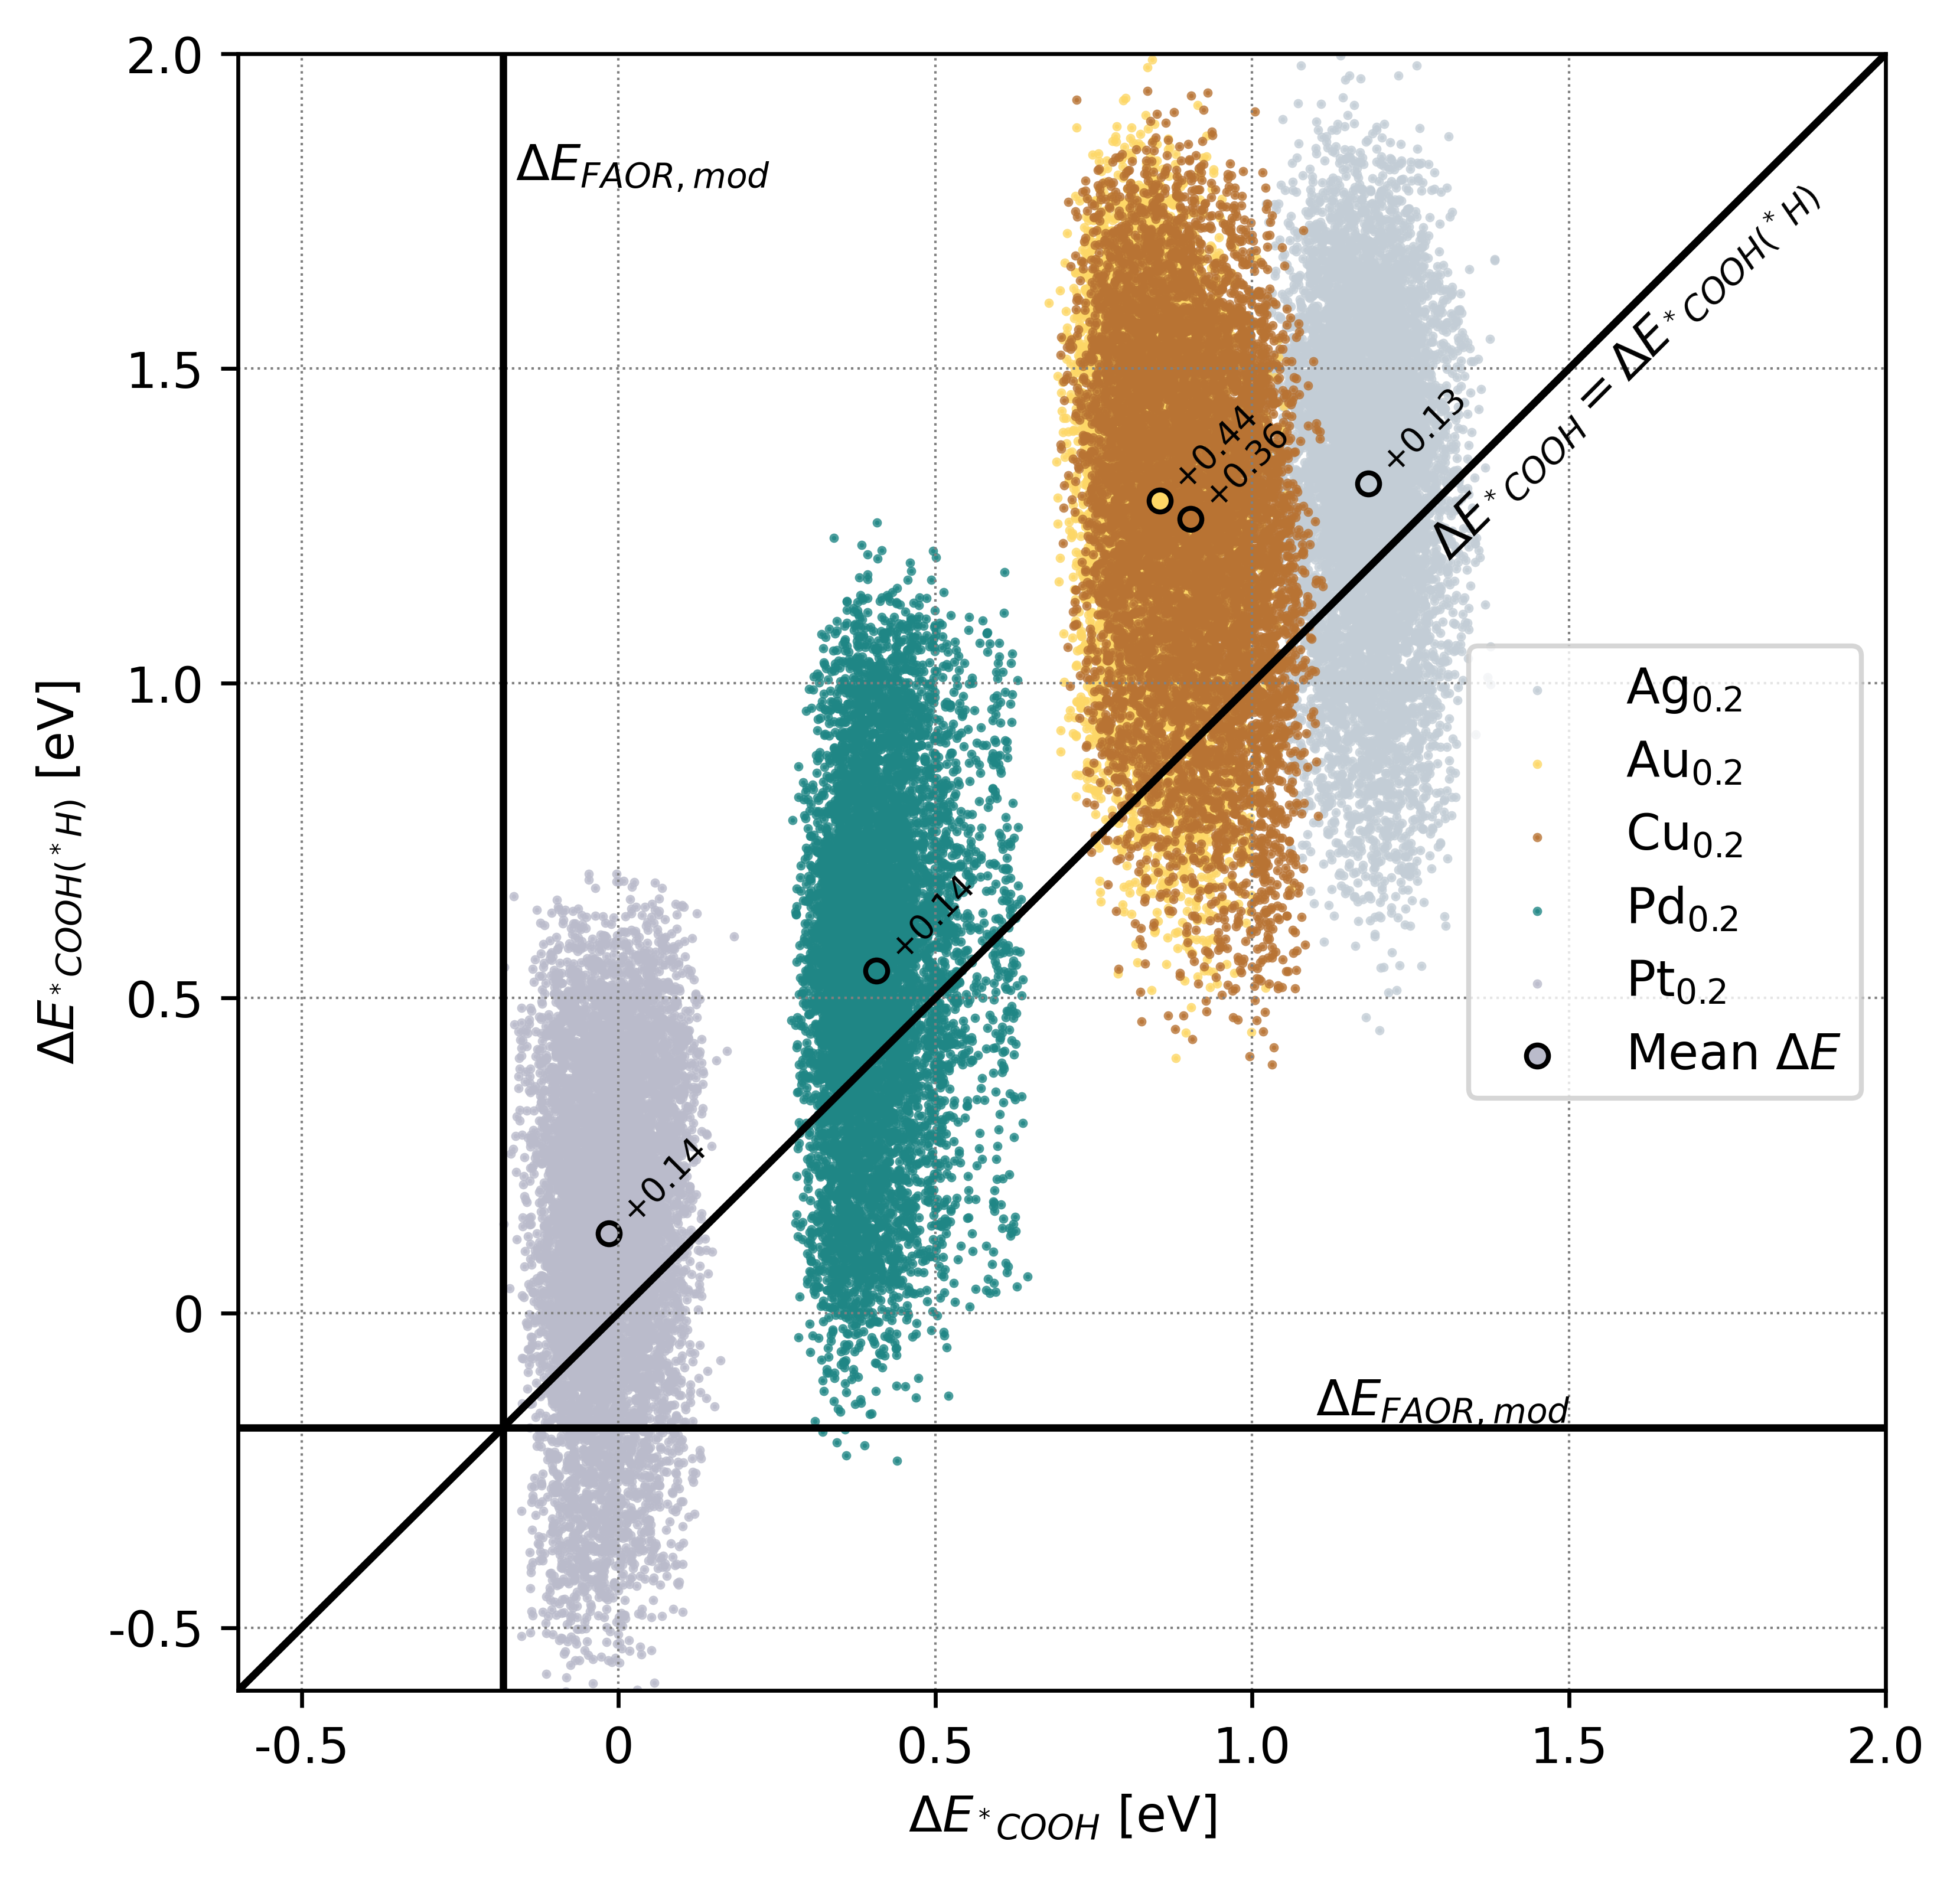 2.0
1.5
1.0
0.5
0
-0.5
ΔE*COOH(*H) [eV]
ΔE_FAOR,mod
ΔE*COOH = ΔE*COOH(*H)
+0.44
+0.36
+0.13
+0.14
+0.14
Ag0.2
Au0.2
Cu0.2
Pd0.2
Pt0.2
Mean ΔE
ΔE_FAOR,mod
-0.5 0 0.5 1.0 1.5 2.0
ΔE*COOH [eV]